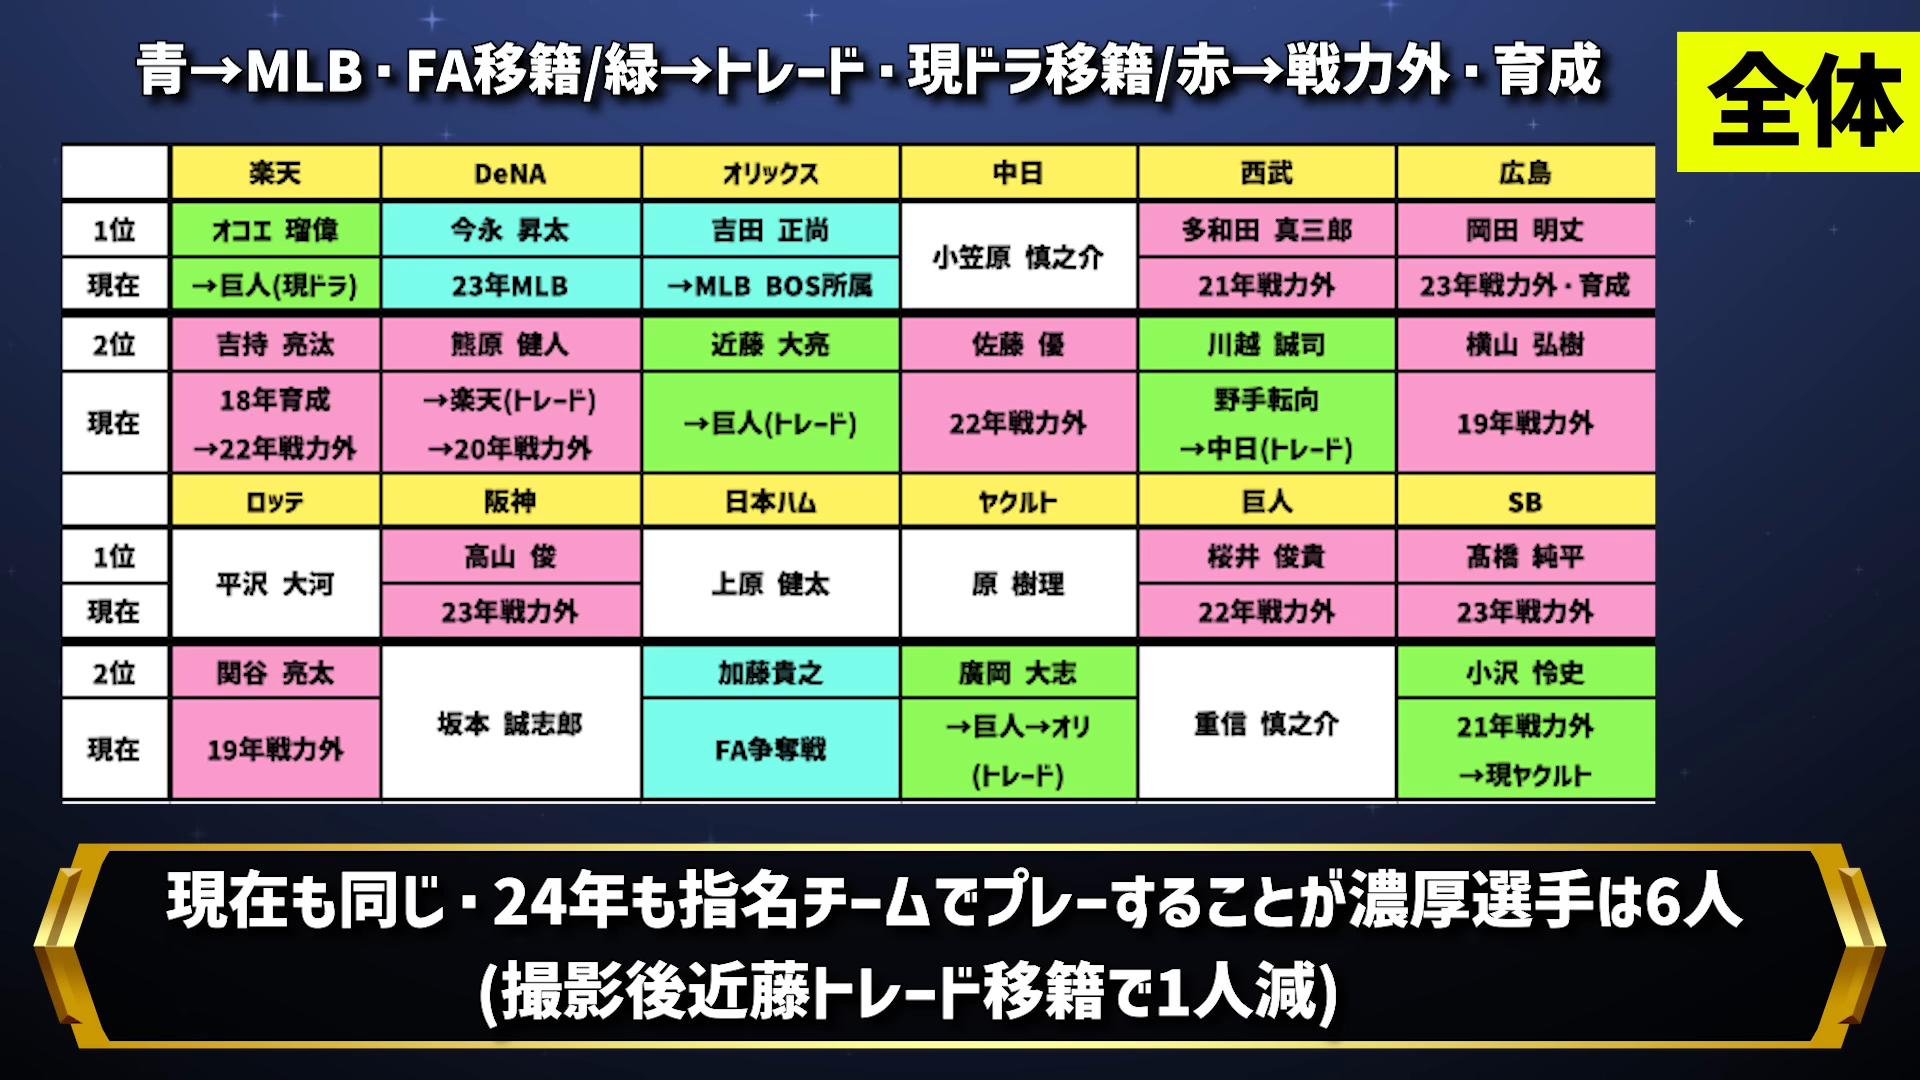 青→MLB・FA移籍/緑→トレード・現ドラ移籍/赤→戦力外・育成
全体
楽天 DeNA オリックス 中日 西武 広島
1位 オコエ 瑠偉 今永 昇太 吉田 正尚 小笠原 慎之介 多和田 真三郎 岡田 明丈
現在 →巨人(現ドラ) 23年MLB →MLB BOS所属 21年戦力外 23年戦力外・育成
2位 吉持 亮汰 熊原 健人 近藤 大亮 佐藤 優 川越 誠司 横山 弘樹
現在 18年育成 →楽天(トレード) →巨人(トレード) 22年戦力外 野手転向 19年戦力外
→22年戦力外 →20年戦力外 →中日(トレード)
ロッテ 阪神 日本ハム ヤクルト 巨人 SB
1位 平沢 大河 高山 俊 上原 健太 原 樹理 桜井 俊貴 髙橋 純平
現在 23年戦力外 22年戦力外 23年戦力外
2位 関谷 亮太 坂本 誠志郎 加藤貴之 廣岡 大志 重信 慎之介 小沢 怜史
現在 19年戦力外 FA争奪戦 →巨人→オリ 21年戦力外
(トレード) →現ヤクルト
現在も同じ・24年も指名チームでプレーすることが濃厚選手は6人
(撮影後近藤トレード移籍で1人減)